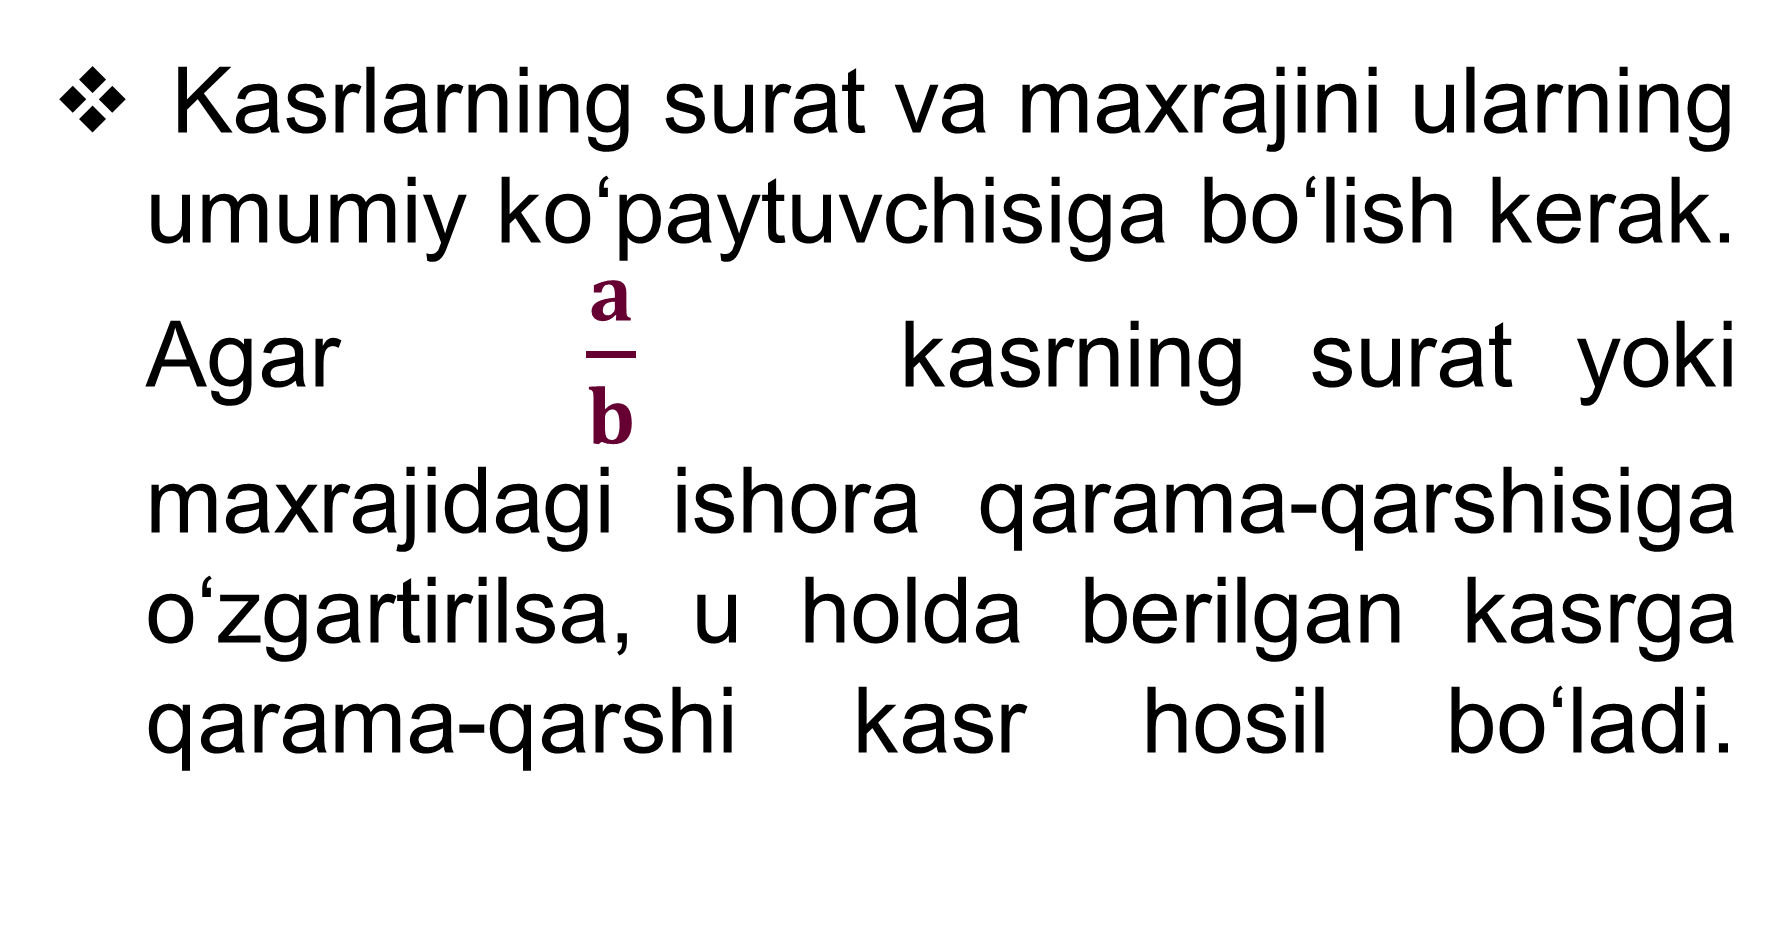 ❖ Kasrlarning surat va maxrajini ularning
umumiy ko‘paytuvchisiga bo‘lish kerak.
Agar a/b kasrning surat yoki
maxrajidagi ishora qarama-qarshisiga
o‘zgartirilsa, u holda berilgan kasrga
qarama-qarshi kasr hosil bo‘ladi.